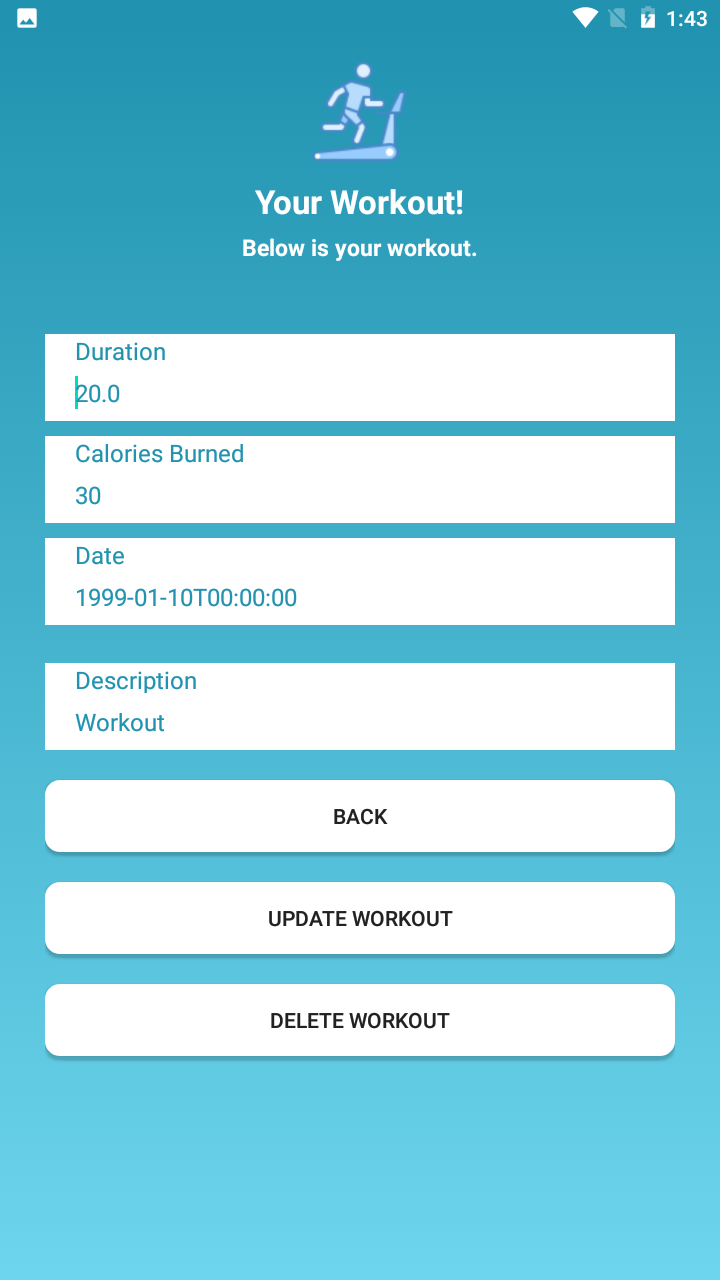 1:43
Your Workout!
Below is your workout.
Duration
20.0
Calories Burned
30
Date
1999-01-10T00:00:00
Description
Workout
BACK
UPDATE WORKOUT
DELETE WORKOUT